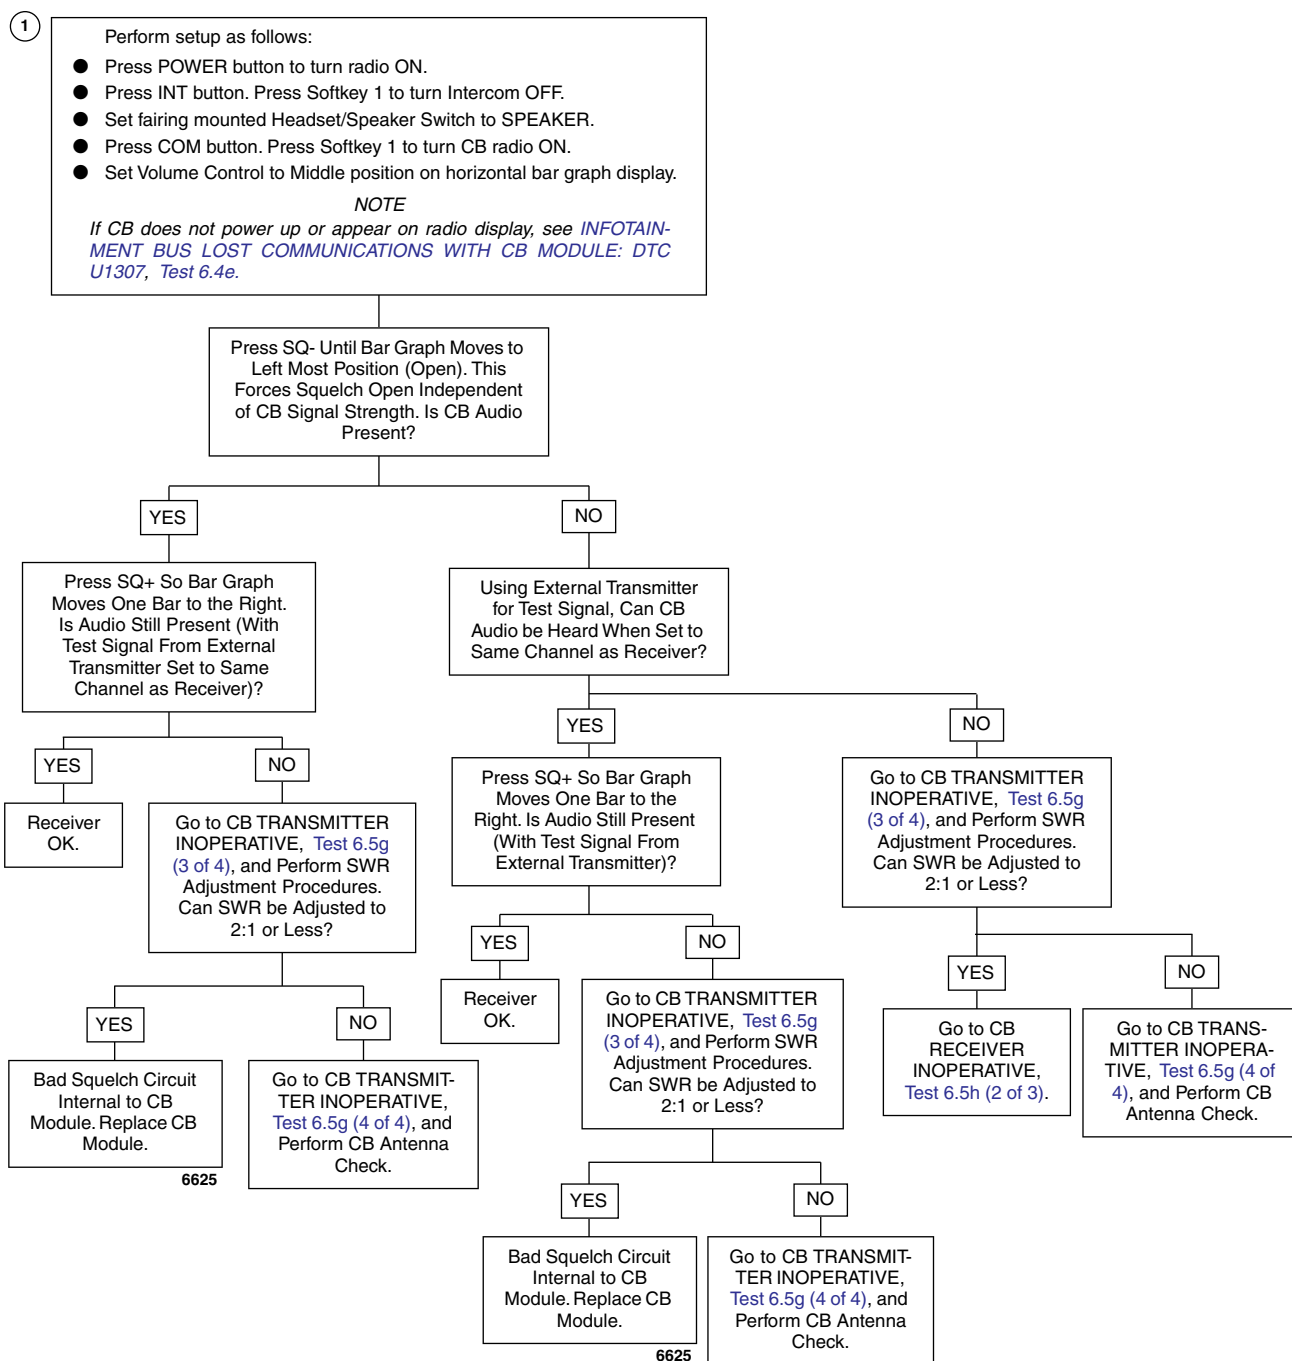 1
Perform setup as follows:
● Press POWER button to turn radio ON.
● Press INT button. Press Softkey 1 to turn Intercom OFF.
● Set fairing mounted Headset/Speaker Switch to SPEAKER.
● Press COM button. Press Softkey 1 to turn CB radio ON.
● Set Volume Control to Middle position on horizontal bar graph display.
NOTE
If CB does not power up or appear on radio display, see INFOTAIN-
MENT BUS LOST COMMUNICATIONS WITH CB MODULE: DTC
U1307, Test 6.4e.
Press SQ- Until Bar Graph Moves to
Left Most Position (Open). This
Forces Squelch Open Independent
of CB Signal Strength. Is CB Audio
Present?
YES
NO
Press SQ+ So Bar Graph
Moves One Bar to the Right.
Is Audio Still Present (With
Test Signal From External
Transmitter Set to Same
Channel as Receiver)?
Using External Transmitter
for Test Signal, Can CB
Audio be Heard When Set to
Same Channel as Receiver?
YES
NO
YES
NO
Receiver
OK.
Go to CB TRANSMITTER
INOPERATIVE, Test 6.5g
(3 of 4), and Perform SWR
Adjustment Procedures.
Can SWR be Adjusted to
2:1 or Less?
Press SQ+ So Bar Graph
Moves One Bar to the
Right. Is Audio Still Present
(With Test Signal From
External Transmitter)?
Go to CB TRANSMITTER
INOPERATIVE, Test 6.5g
(3 of 4), and Perform SWR
Adjustment Procedures.
Can SWR be Adjusted to
2:1 or Less?
YES
NO
YES
NO
YES
NO
Bad Squelch Circuit
Internal to CB
Module. Replace CB
Module.
6625
Go to CB TRANSMIT-
TER INOPERATIVE,
Test 6.5g (4 of 4), and
Perform CB Antenna
Check.
Receiver
OK.
Go to CB TRANSMITTER
INOPERATIVE, Test 6.5g
(3 of 4), and Perform SWR
Adjustment Procedures.
Can SWR be Adjusted to
2:1 or Less?
Go to CB
RECEIVER
INOPERATIVE,
Test 6.5h (2 of 3).
Go to CB TRANS-
MITTER INOPERA-
TIVE, Test 6.5g (4 of
4), and Perform CB
Antenna Check.
YES
NO
Bad Squelch Circuit
Internal to CB
Module. Replace CB
Module.
6625
Go to CB TRANSMIT-
TER INOPERATIVE,
Test 6.5g (4 of 4), and
Perform CB Antenna
Check.